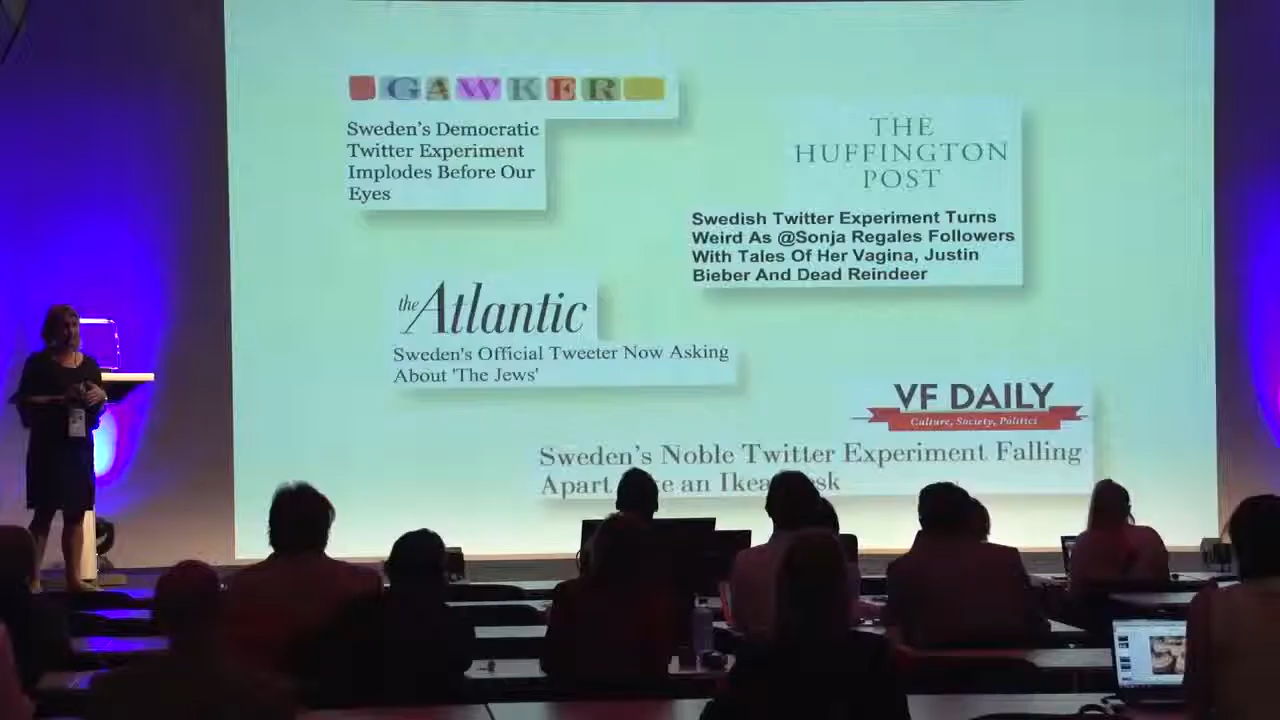 GAWKER
Sweden's Democratic
Twitter Experiment
Implodes Before Our
Eyes
THE
HUFFINGTON
POST
Swedish Twitter Experiment Turns
Weird As @Sonja Regales Followers
With Tales Of Her Vagina, Justin
Bieber And Dead Reindeer
the Atlantic
Sweden's Official Tweeter Now Asking
About 'The Jews'
VF DAILY
Culture, Society, Politics
Sweden's Noble Twitter Experiment Falling
Apart an Ikea